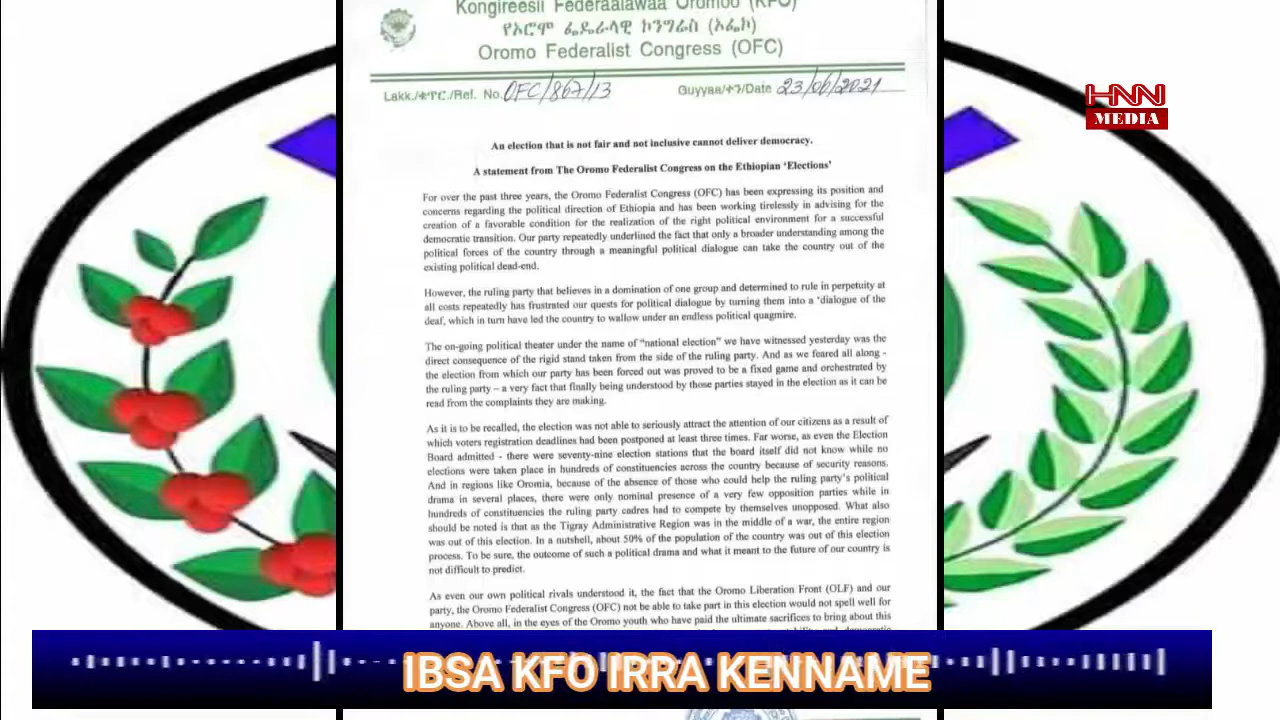 Kongireesii Federaalawaa Oromoo (KFO)
የኦሮሞ ፌዴራላዊ ኮንግራስ (ኦፌኮ)
Oromo Federalist Congress (OFC)
Lakk./ቁጥር./Ref. No. OFC/867/13 Guyyaa/ቀን/Date 23/06/2021
HNN
MEDIA
An election that is not fair and not inclusive cannot deliver democracy.
A statement from The Oromo Federalist Congress on the Ethiopian ‘Elections’
For over the past three years, the Oromo Federalist Congress (OFC) has been expressing its position and
concerns regarding the political direction of Ethiopia and has been working tirelessly in advising for the
creation of a favorable condition for the realization of the right political environment for a successful
democratic transition. Our party repeatedly underlined the fact that only a broader understanding among the
political forces of the country through a meaningful political dialogue can take the country out of the
existing political dead-end.
However, the ruling party that believes in a domination of one group and determined to rule in perpetuity at
all costs repeatedly has frustrated our quests for political dialogue by turning them into a ‘dialogue of the
deaf, which in turn have led the country to wallow under an endless political quagmire.
The on-going political theater under the name of “national election” we have witnessed yesterday was the
direct consequence of the rigid stand taken from the side of the ruling party. And as we feared all along -
the election from which our party has been forced out was proved to be a fixed game and orchestrated by
the ruling party – a very fact that finally being understood by those parties stayed in the election as it can be
read from the complaints they are making.
As it is to be recalled, the election was not able to seriously attract the attention of our citizens as a result of
which voters registration deadlines had been postponed at least three times. Far worse, as even the Election
Board admitted - there were seventy-nine election stations that the board itself did not know while no
elections were taken place in hundreds of constituencies across the country because of security reasons.
And in regions like Oromia, because of the absence of those who could help the ruling party's political
drama in several places, there were only nominal presence of a very few opposition parties while in
hundreds of constituencies the ruling party cadres had to compete by themselves unopposed. What also
should be noted is that as the Tigray Administrative Region was in the middle of a war, the entire region
was out of this election. In a nutshell, about 50% of the population of the country was out of this election
process. To be sure, the outcome of such a political drama and what it meant to the future of our country is
not difficult to predict.
As even our own political rivals understood it, the fact that the Oromo Liberation Front (OLF) and our
party, the Oromo Federalist Congress (OFC) not be able to take part in this election would not spell well for
anyone. Above all, in the eyes of the Oromo youth who have paid the ultimate sacrifices to bring about this
IBSA KFO IRRA KENNAME